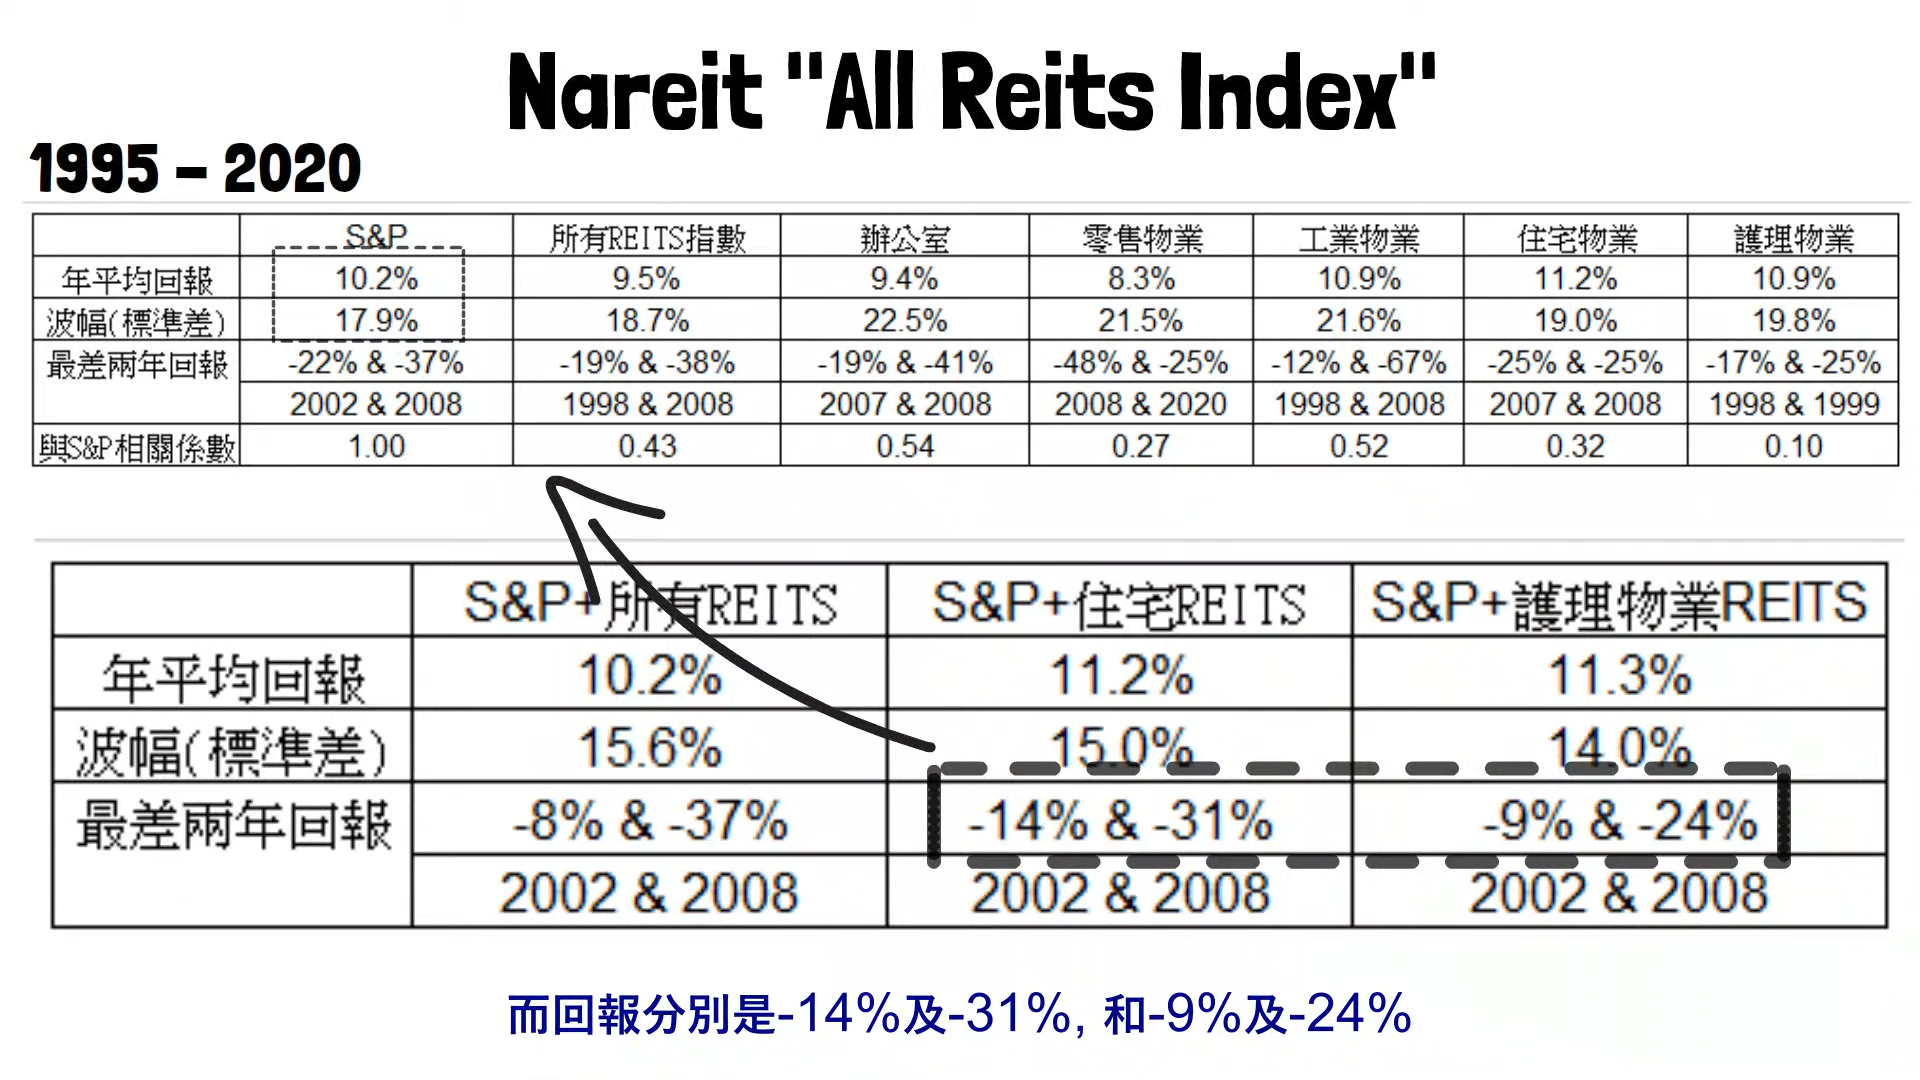 Nareit "All Reits Index"
1995 – 2020
S&P 所有REITS指數 辦公室 零售物業 工業物業 住宅物業 護理物業
年平均回報 10.2% 9.5% 9.4% 8.3% 10.9% 11.2% 10.9%
波幅(標準差) 17.9% 18.7% 22.5% 21.5% 21.6% 19.0% 19.8%
最差兩年回報 -22% & -37% -19% & -38% -19% & -41% -48% & -25% -12% & -67% -25% & -25% -17% & -25%
2002 & 2008 1998 & 2008 2007 & 2008 2008 & 2020 1998 & 2008 2007 & 2008 1998 & 1999
與S&P相關係數 1.00 0.43 0.54 0.27 0.52 0.32 0.10
S&P+所有REITS S&P+住宅REITS S&P+護理物業REITS
年平均回報 10.2% 11.2% 11.3%
波幅(標準差) 15.6% 15.0% 14.0%
最差兩年回報 -8% & -37% -14% & -31% -9% & -24%
2002 & 2008 2002 & 2008 2002 & 2008
而回報分別是-14%及-31%, 和-9%及-24%